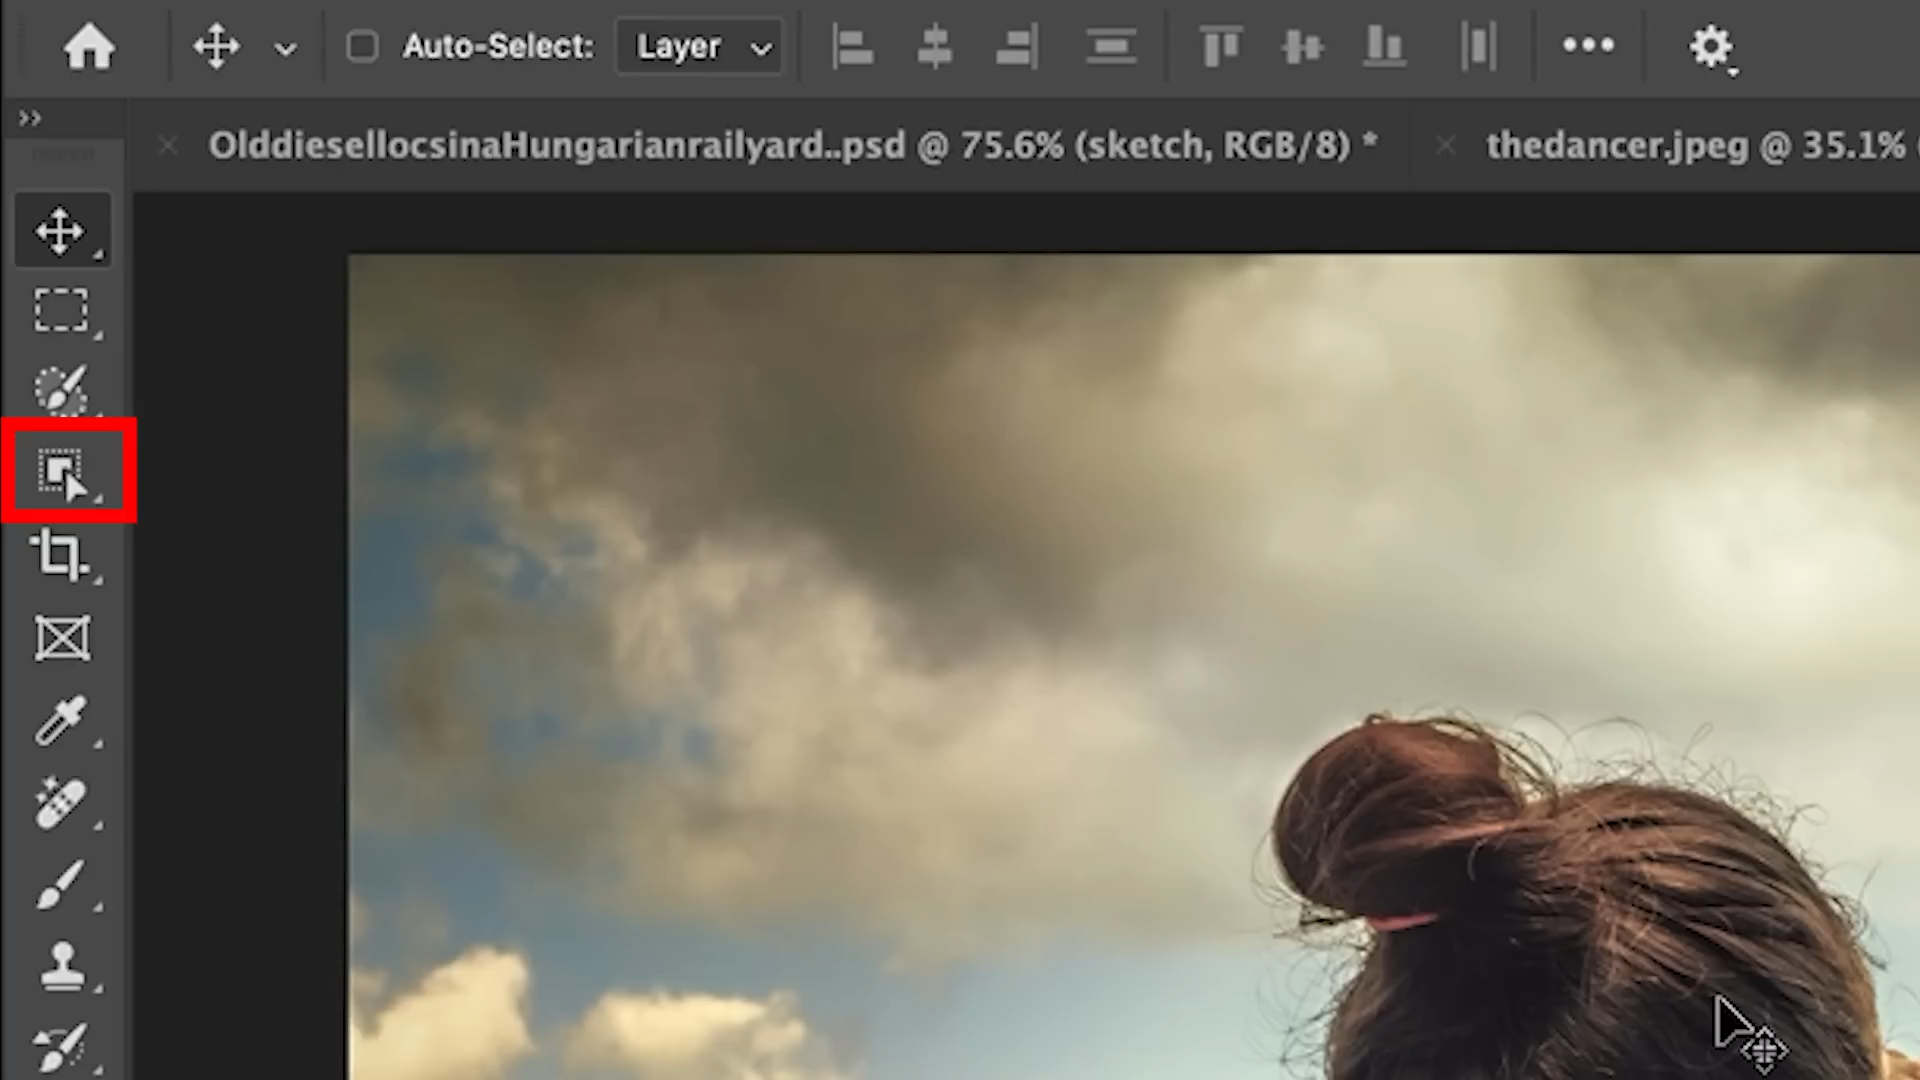 Auto-Select: Layer
OlddiesellocsinaHungarianrailyard..psd @ 75.6% (sketch, RGB/8) *
thedancer.jpeg @ 35.1%